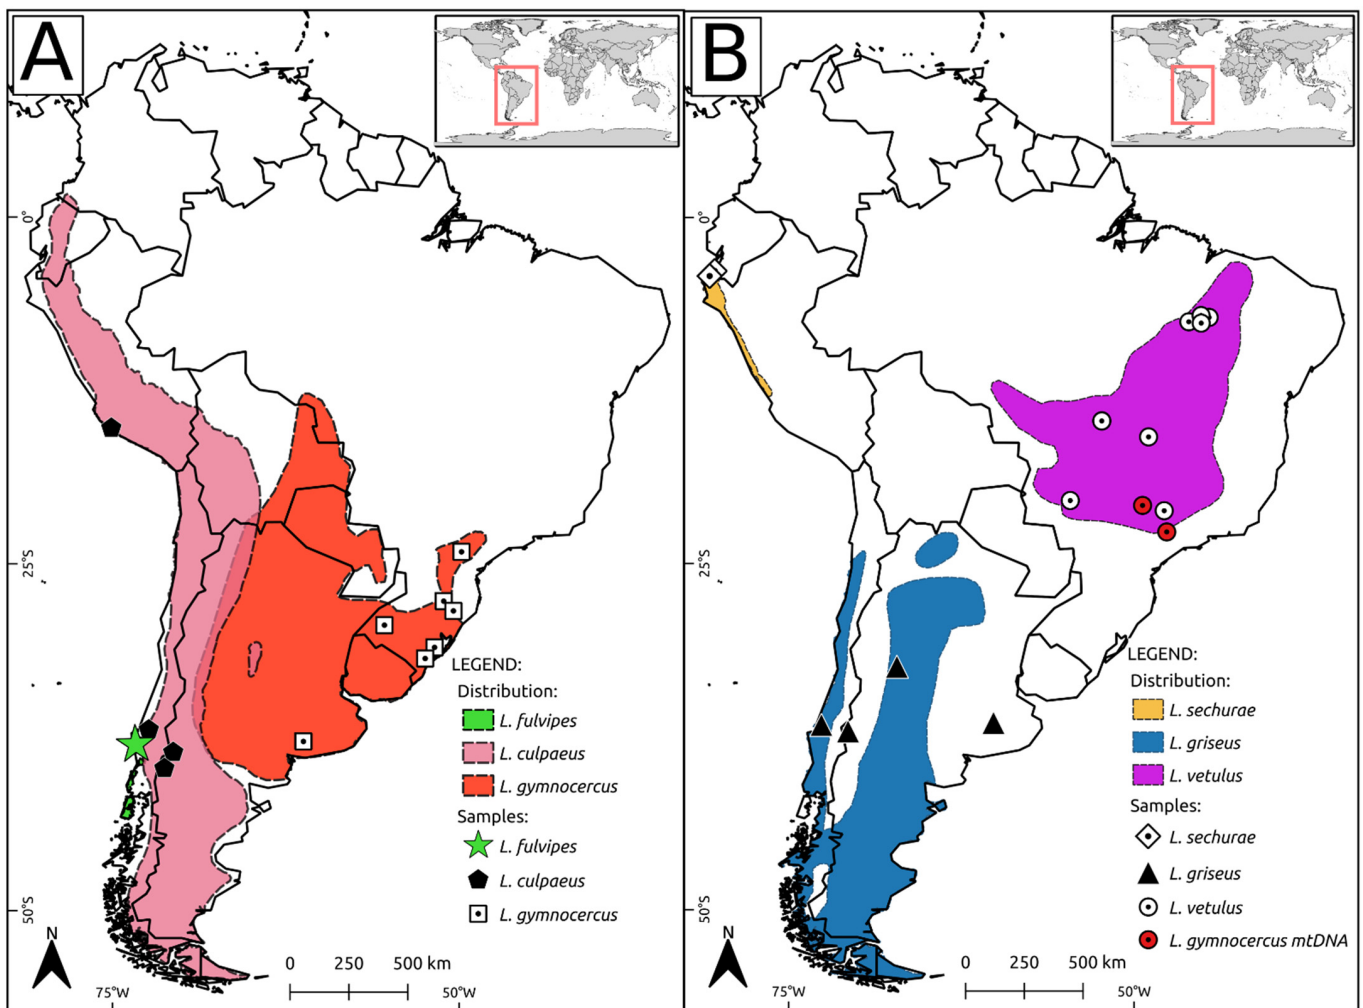 A
0°
25°S
50°S
LEGEND:
Distribution:
L. fulvipes
L. culpaeus
L. gymnocercus
Samples:
L. fulvipes
L. culpaeus
L. gymnocercus
N
0 250 500 km
75°W 50°W
B
0°
25°S
50°S
LEGEND:
Distribution:
L. sechurae
L. griseus
L. vetulus
Samples:
L. sechurae
L. griseus
L. vetulus
L. gymnocercus mtDNA
N
0 250 500 km
75°W 50°W